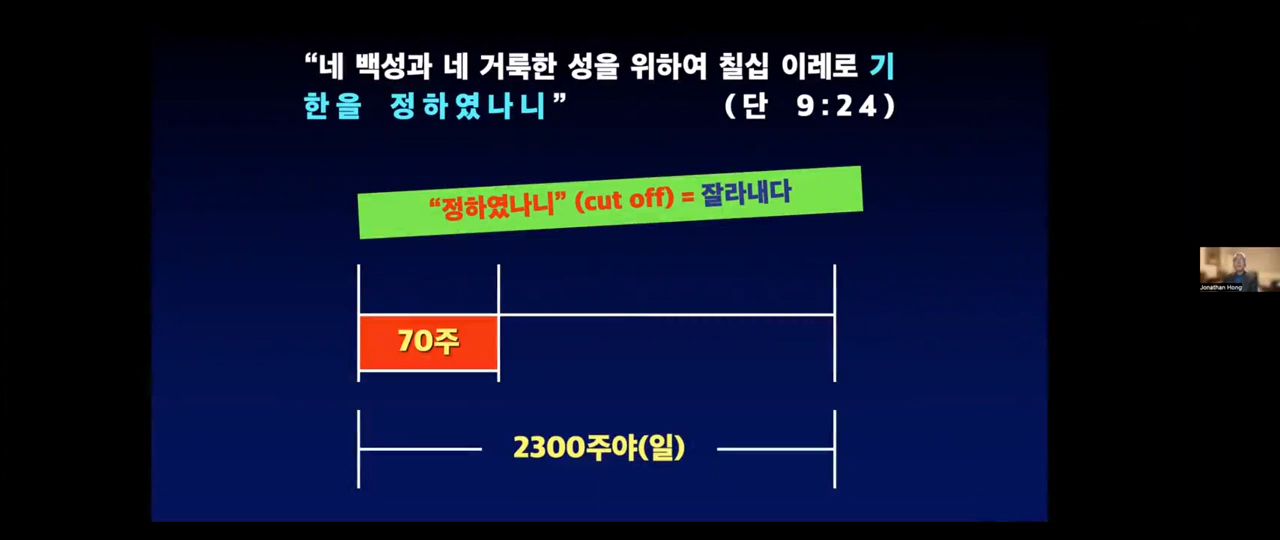 “네 백성과 네 거룩한 성을 위하여 칠십 이레로 기
한을 정하였나니” (단 9:24)
“정하였나니” (cut off) = 잘라내다
70주
2300주야(일)
Jonathan Hong